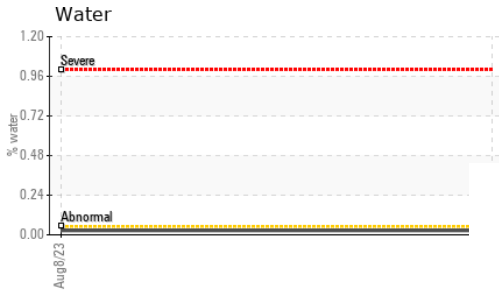 Water
1.20
Severe
0.96
0.72
% water
0.48
0.24
Abnormal
0.00
Aug8/23